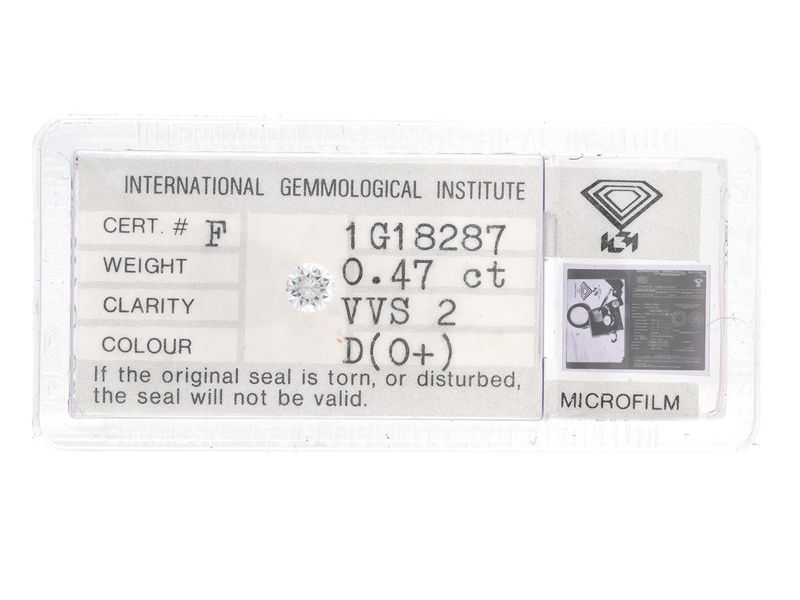 INTERNATIONAL GEMMOLOGICAL INSTITUTE
CERT. # F 1G18287
WEIGHT 0.47 ct
CLARITY VVS 2
COLOUR D(0+)
If the original seal is torn, or disturbed,
the seal will not be valid.
MICROFILM